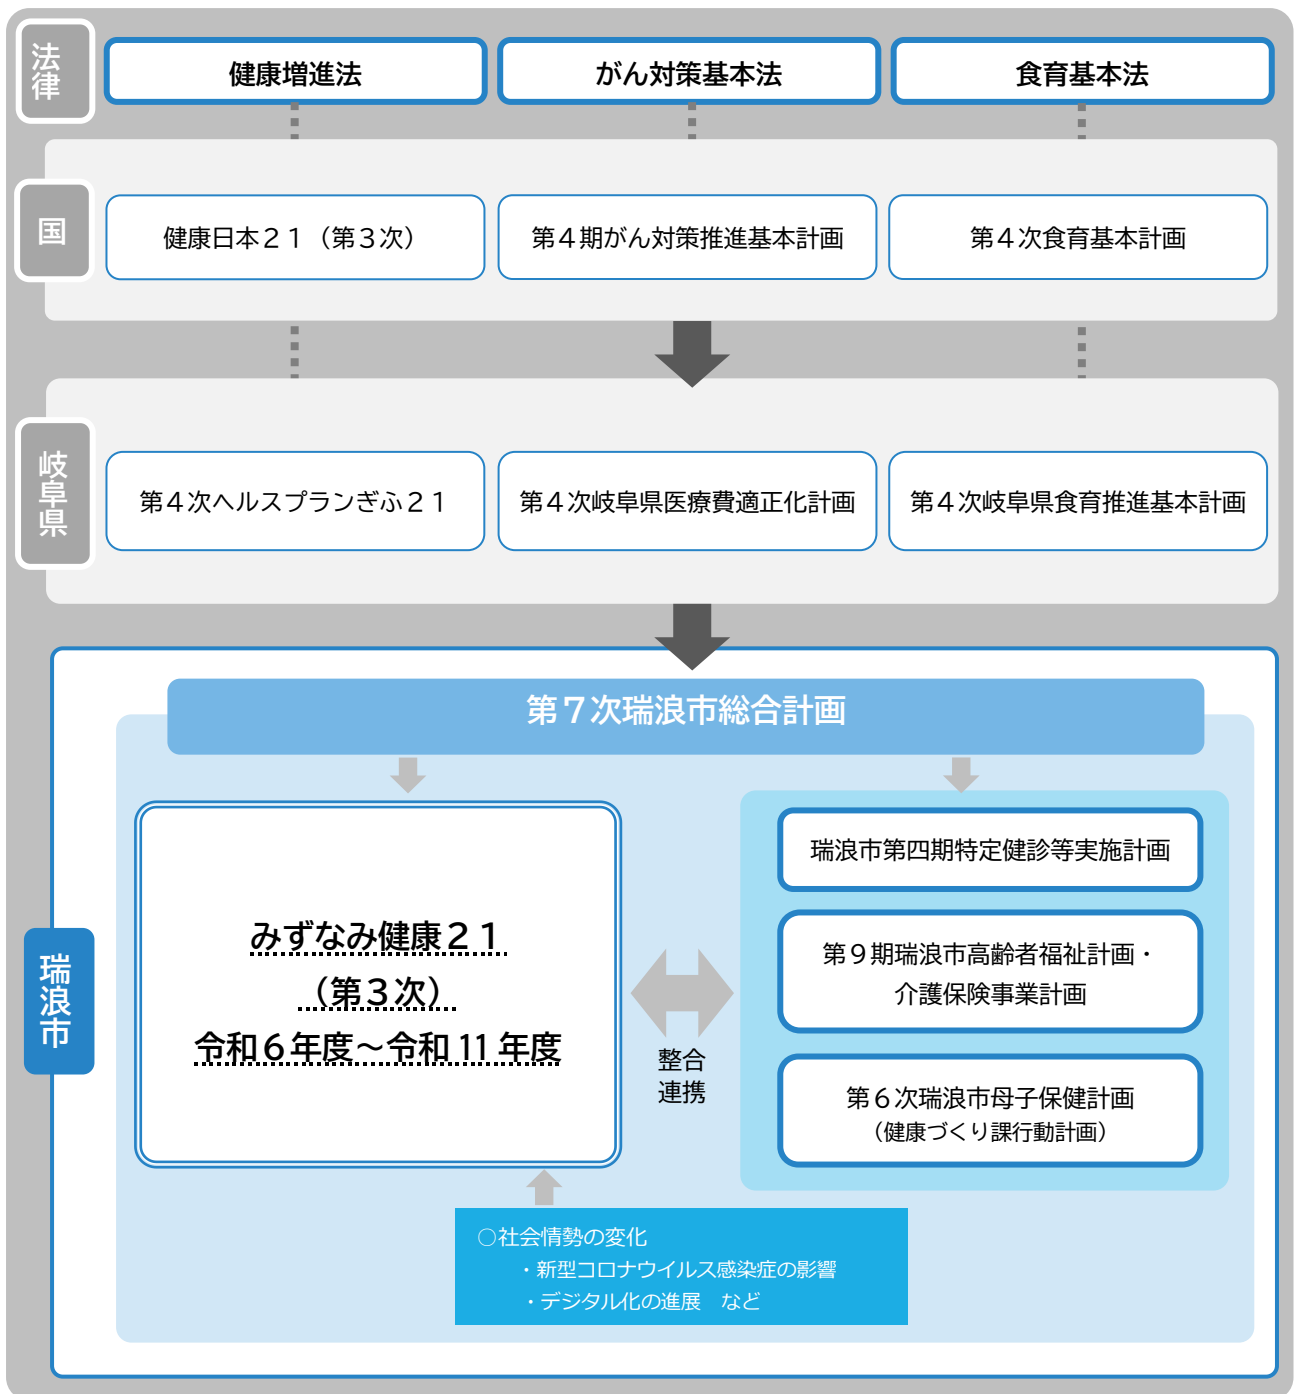 法律
健康増進法
がん対策基本法
食育基本法
国
健康日本２１（第３次）
第４期がん対策推進基本計画
第４次食育基本計画
岐阜県
第４次ヘルスプランぎふ２１
第４次岐阜県医療費適正化計画
第４次岐阜県食育推進基本計画
瑞浪市
第７次瑞浪市総合計画
みずなみ健康２１
（第３次）
令和６年度～令和 11 年度
整合
連携
瑞浪市第四期特定健診等実施計画
第９期瑞浪市高齢者福祉計画・
介護保険事業計画
第６次瑞浪市母子保健計画
（健康づくり課行動計画）
○社会情勢の変化
・新型コロナウイルス感染症の影響
・デジタル化の進展　など